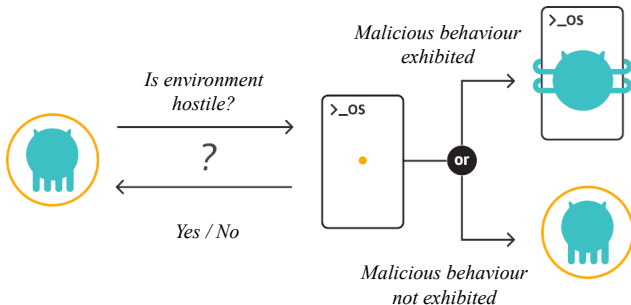 Is environment
hostile?
?
Yes / No
>_OS
or
Malicious behaviour
exhibited
>_OS
Malicious behaviour
not exhibited